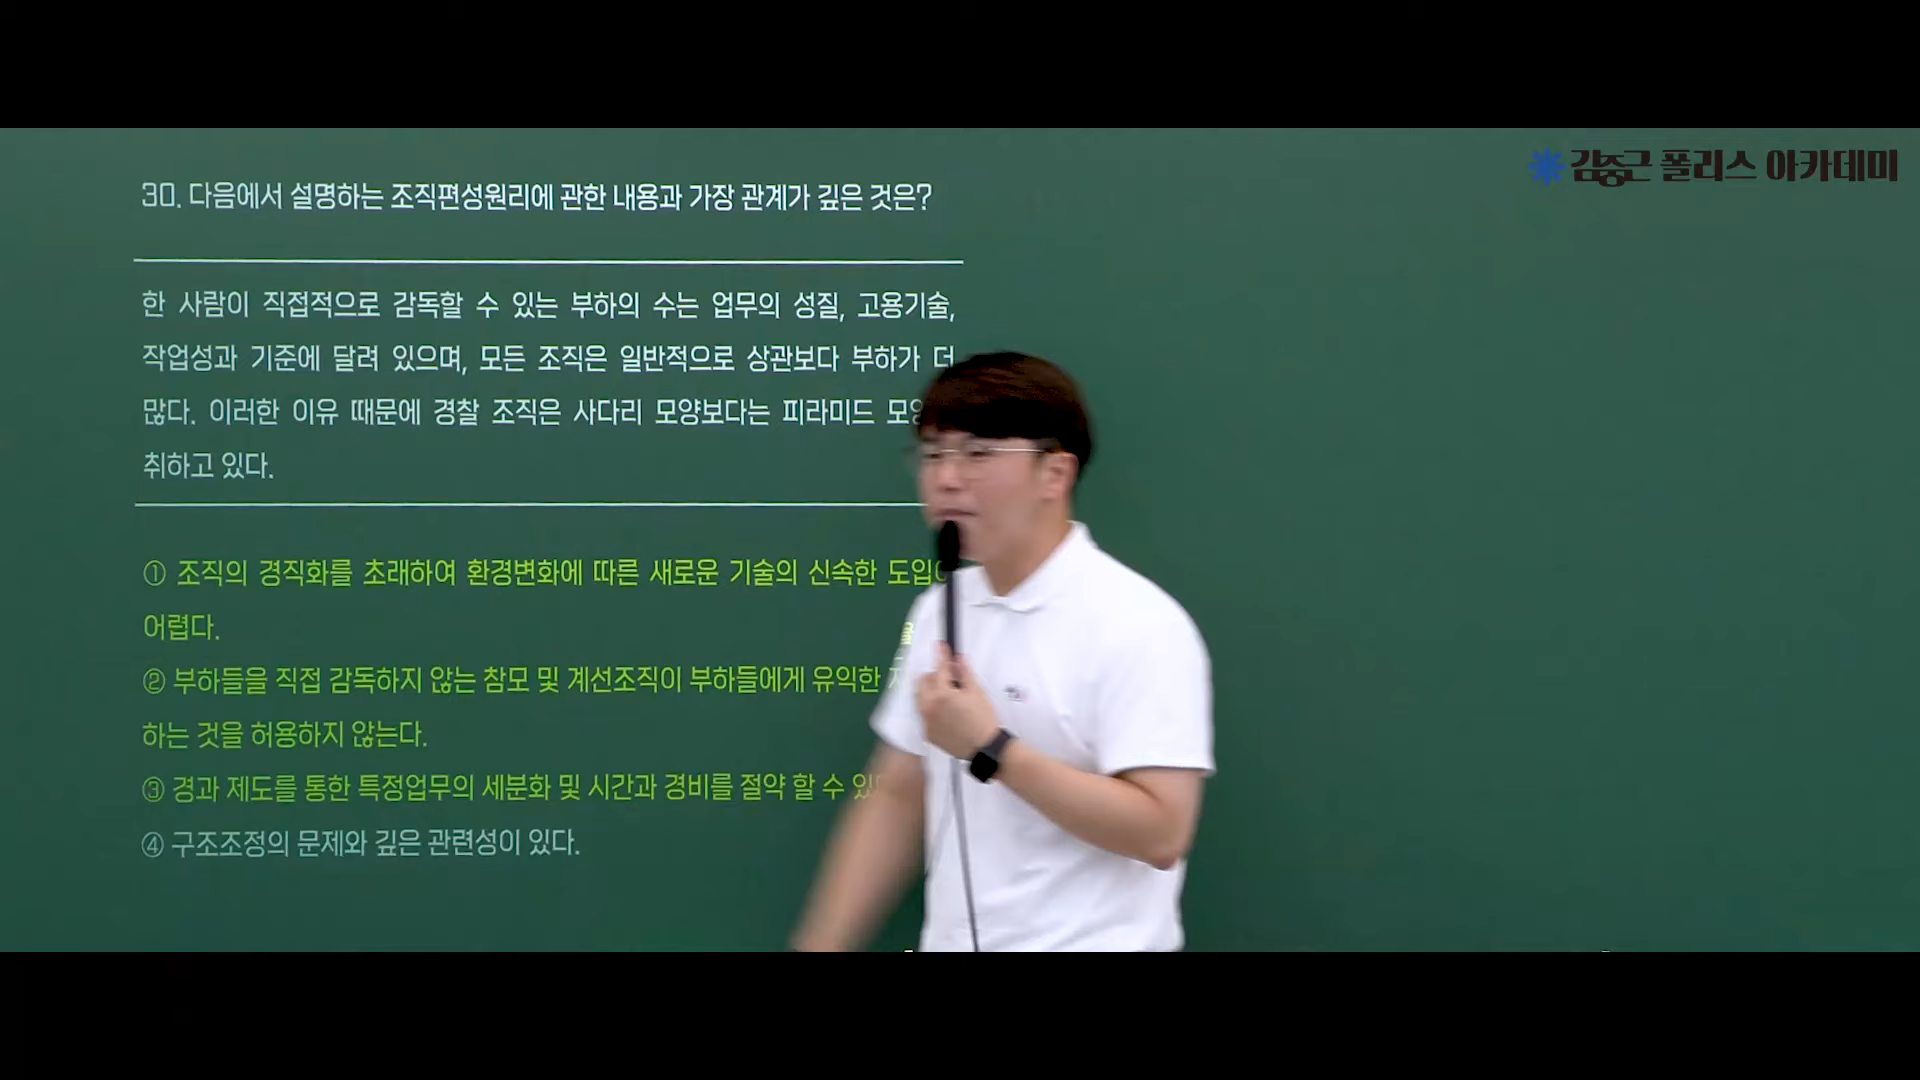 김중근 폴리스 아카데미
30. 다음에서 설명하는 조직편성원리에 관한 내용과 가장 관계가 깊은 것은?
한 사람이 직접적으로 감독할 수 있는 부하의 수는 업무의 성질, 고용기술,
작업성과 기준에 달려 있으며, 모든 조직은 일반적으로 상관보다 부하가 더
많다. 이러한 이유 때문에 경찰 조직은 사다리 모양보다는 피라미드
취하고 있다.
① 조직의 경직화를 초래하여 환경변화에 따른 새로운 기술의 신속한
어렵다.
② 부하들을 직접 감독하지 않는 참모 및 계선조직이 부하들에게 유익한
하는 것을 허용하지 않는다.
③ 경과 제도를 통한 특정업무의 세분화 및 시간과 경비를 절약 할 수
④ 구조조정의 문제와 깊은 관련성이 있다.